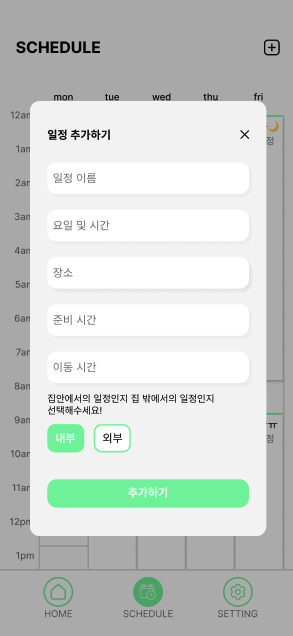 SCHEDULE
mon tue wed thu fri
12am
일정 추가하기
정
1am
일정 이름
2am
3am
요일 및 시간
4am
장소
5am
6am
준비 시간
7am
이동 시간
8am
집안에서의 일정인지 집 밖에서의 일정인지
선택해수세요!
9am
ㅠ
정
내부 외부
10am
11am
추가하기
12pm
1pm
HOME SCHEDULE SETTING